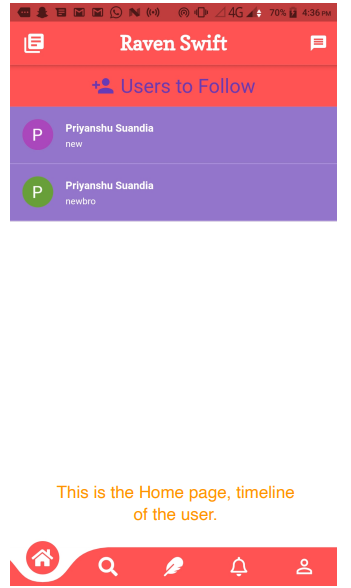 4G 70% 4:36 PM
Raven Swift
Users to Follow
P
Priyanshu Suandia
new
P
Priyanshu Suandia
newbro
This is the Home page, timeline
of the user.